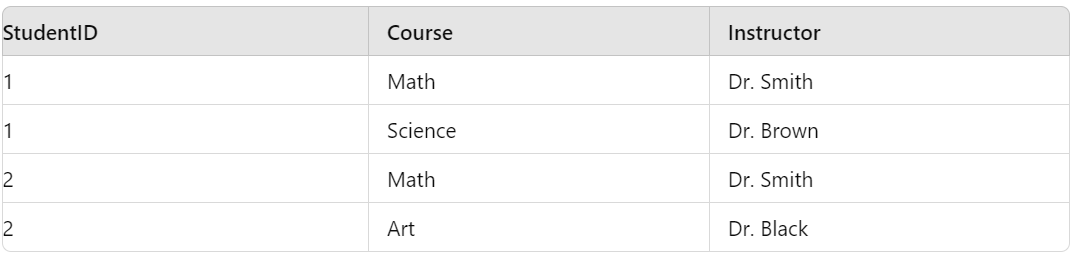 StudentID Course Instructor
1 Math Dr. Smith
1 Science Dr. Brown
2 Math Dr. Smith
2 Art Dr. Black